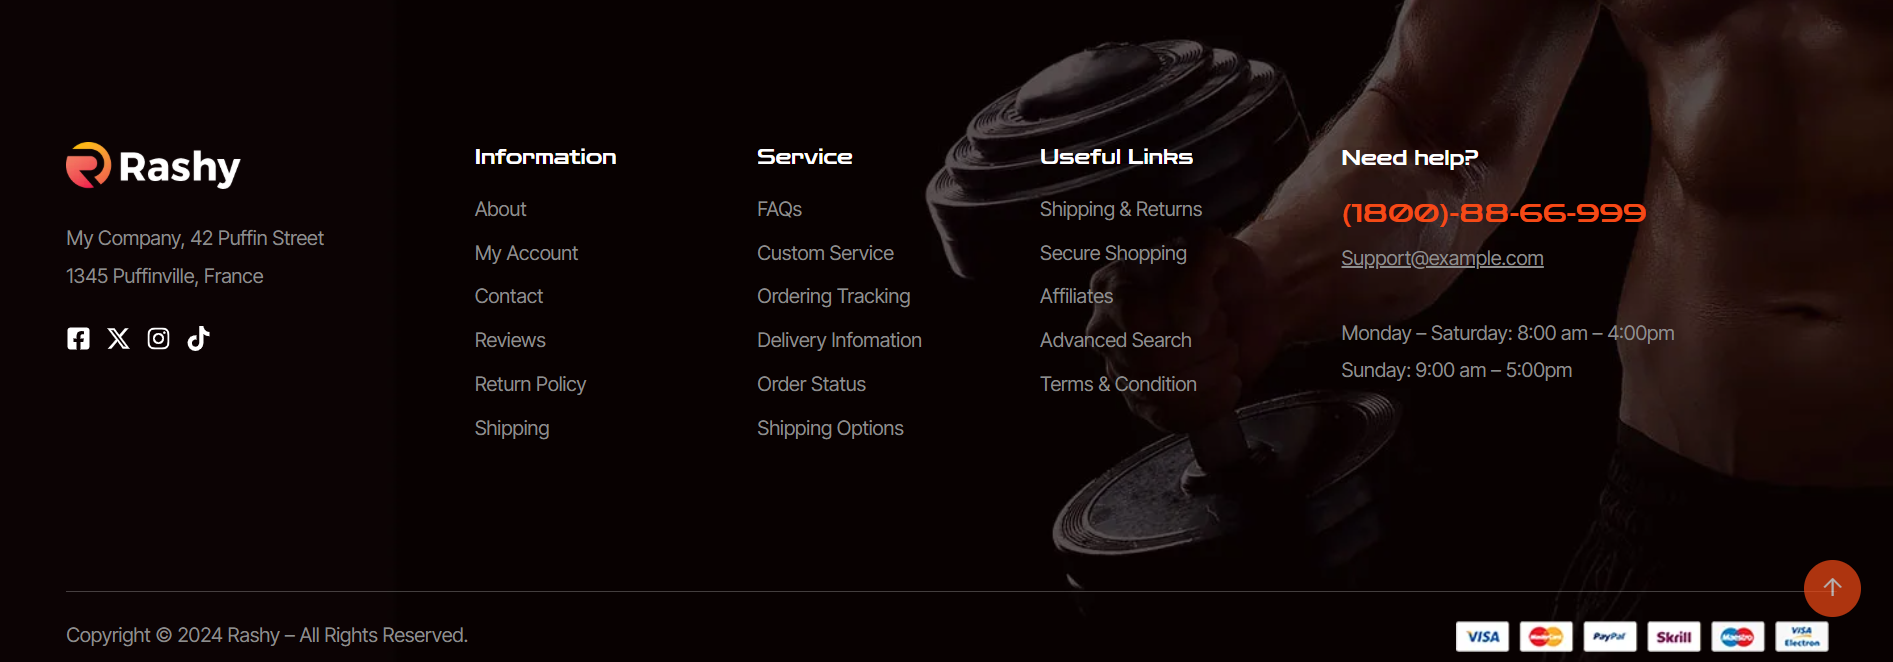 Rashy
My Company, 42 Puffin Street
1345 Puffinville, France
Information
About
My Account
Contact
Reviews
Return Policy
Shipping
Service
FAQs
Custom Service
Ordering Tracking
Delivery Infomation
Order Status
Shipping Options
Useful Links
Shipping & Returns
Secure Shopping
Affiliates
Advanced Search
Terms & Condition
Need help?
(1800)-88-66-999
Support@example.com
Monday – Saturday: 8:00 am – 4:00pm
Sunday: 9:00 am – 5:00pm
Copyright © 2024 Rashy – All Rights Reserved.
VISA
MasterCard
PayPal
Skrill
Maestro
VISA
Electron